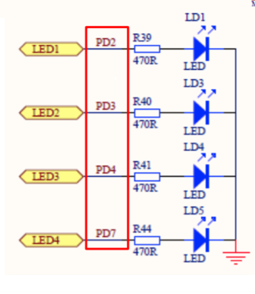 LD1
LED1 PD2 R39
470R LED
LD3
LED2 PD3 R40
470R LED
LD4
LED3 PD4 R41
470R LED
LD5
LED4 PD7 R44
470R LED